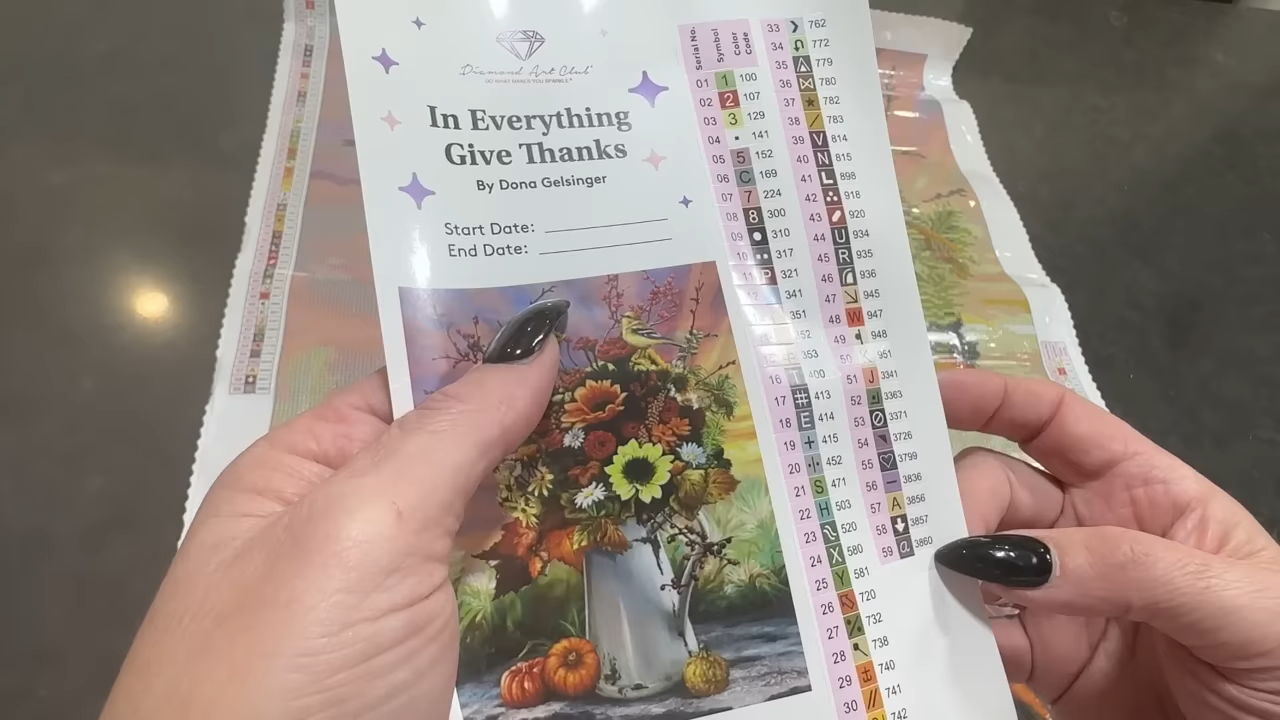 Diamond Art Club
DO WHAT MAKES YOU SPARKLE
In Everything
Give Thanks
By Dona Gelsinger
Start Date:
End Date:
Serial No. Symbol Color Code
01 1 100
02 2 107
03 3 129
04 141
05 5 152
06 C 169
07 7 224
08 8 300
09 310
10 317
11 P 321
12 341
351
353
16 T 400
17 # 413
18 E 414
19 + 415
20 452
21 S 471
22 H 503
23 520
24 X 580
25 Y 581
26 720
27 732
28 738
29 740
30 // 741
742
33 762
34 772
35 779
36 780
37 ★ 782
38 / 783
39 V 814
40 N 815
41 L 898
42 918
43 920
44 U 934
45 R 935
46 936
47 945
48 W 947
49 948
50 951
51 J 3341
52 3363
53 3371
54 3726
55 ♡ 3799
56 − 3836
57 A 3856
58 3857
59 @ 3860